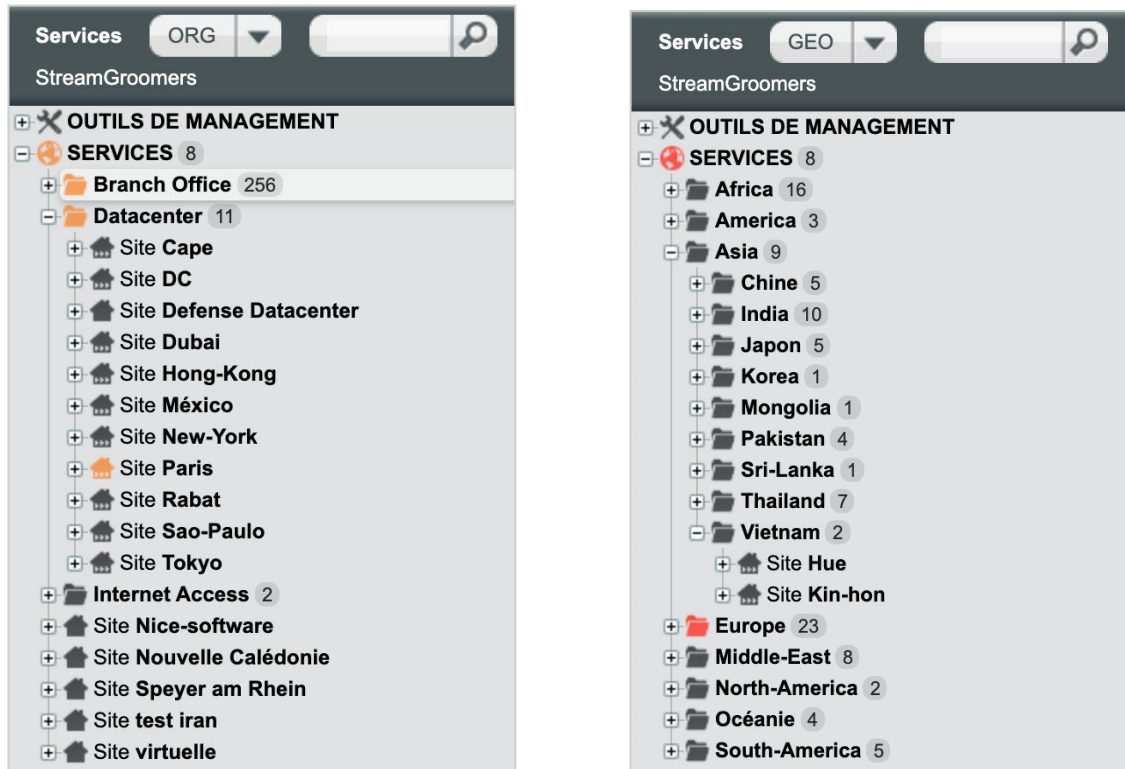 Services ORG
StreamGroomers
OUTILS DE MANAGEMENT
SERVICES 8
Branch Office 256
Datacenter 11
Site Cape
Site DC
Site Defense Datacenter
Site Dubai
Site Hong-Kong
Site México
Site New-York
Site Paris
Site Rabat
Site Sao-Paulo
Site Tokyo
Internet Access 2
Site Nice-software
Site Nouvelle Calédonie
Site Speyer am Rhein
Site test iran
Site virtuelle
Services GEO
StreamGroomers
OUTILS DE MANAGEMENT
SERVICES 8
Africa 16
America 3
Asia 9
Chine 5
India 10
Japon 5
Korea 1
Mongolia 1
Pakistan 4
Sri-Lanka 1
Thailand 7
Vietnam 2
Site Hue
Site Kin-hon
Europe 23
Middle-East 8
North-America 2
Océanie 4
South-America 5